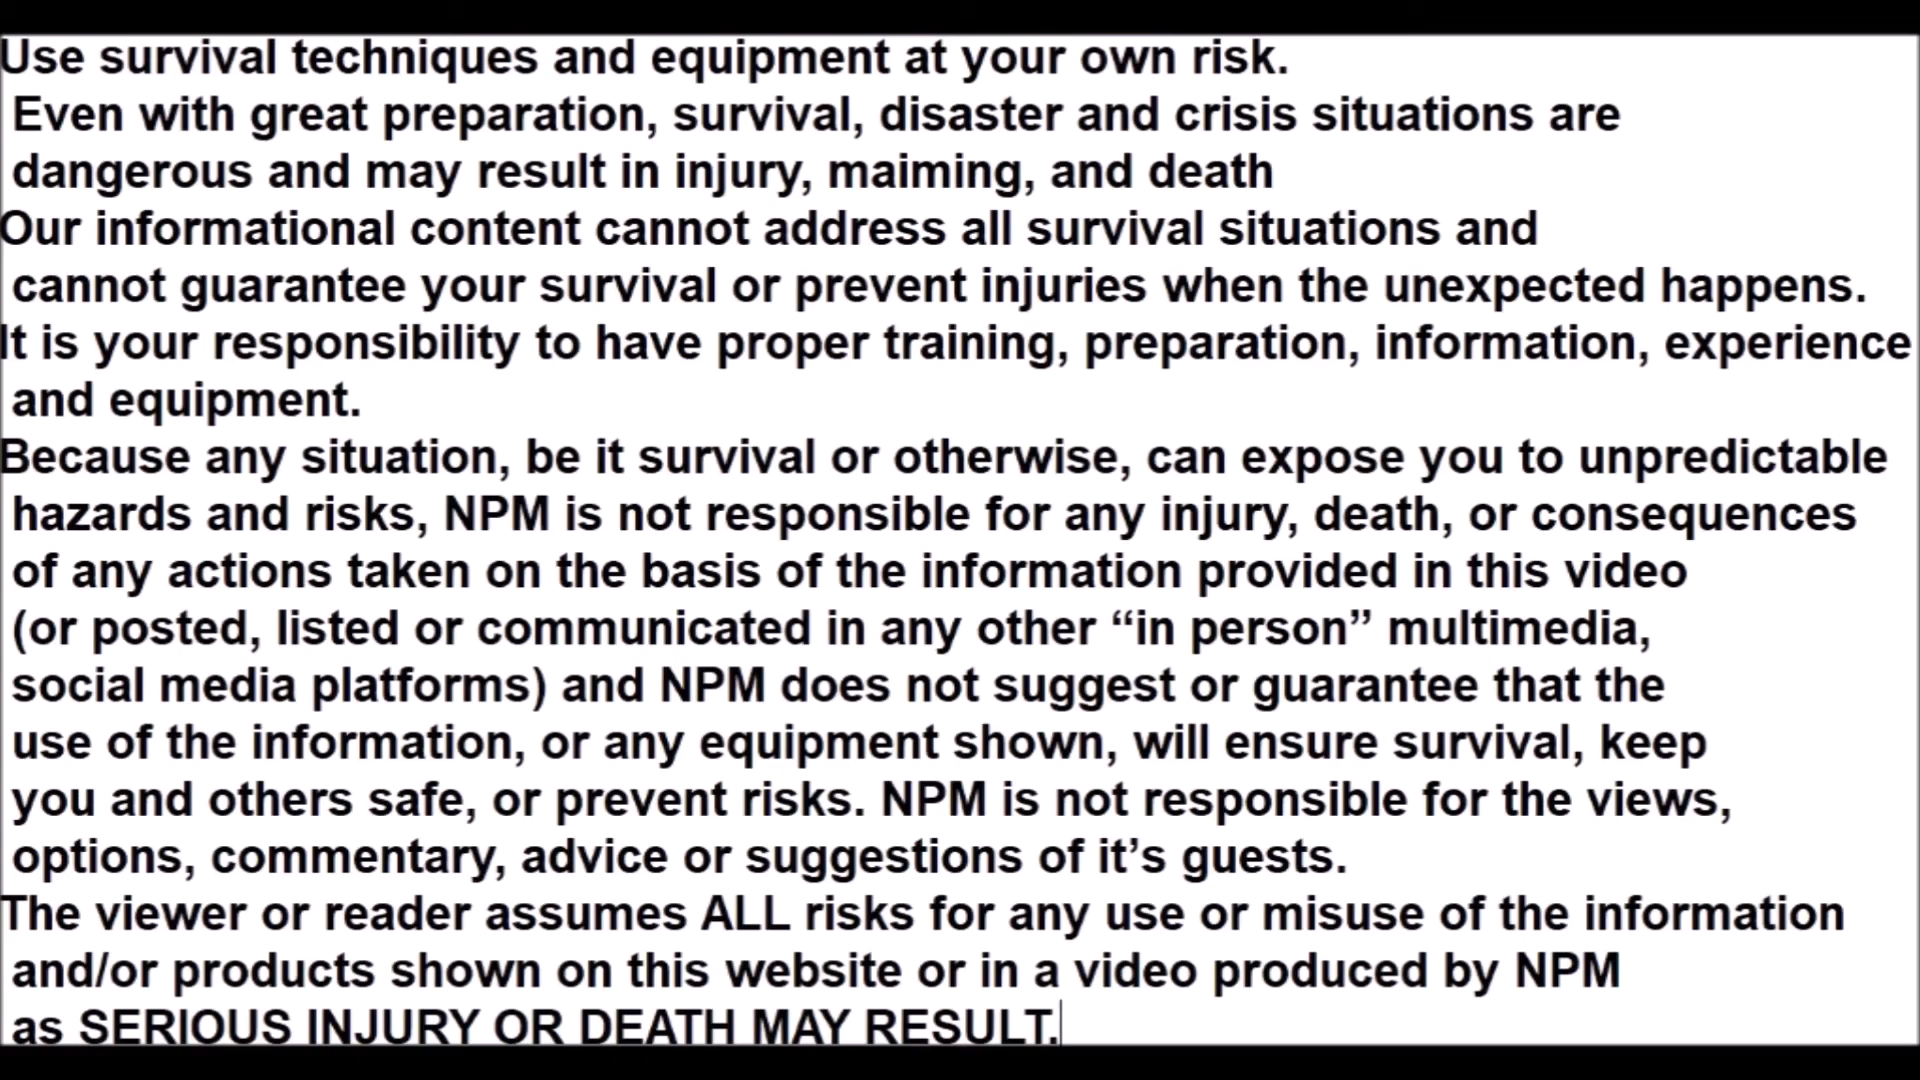 Use survival techniques and equipment at your own risk.
Even with great preparation, survival, disaster and crisis situations are
dangerous and may result in injury, maiming, and death
Our informational content cannot address all survival situations and
cannot guarantee your survival or prevent injuries when the unexpected happens.
It is your responsibility to have proper training, preparation, information, experience
and equipment.
Because any situation, be it survival or otherwise, can expose you to unpredictable
hazards and risks, NPM is not responsible for any injury, death, or consequences
of any actions taken on the basis of the information provided in this video
(or posted, listed or communicated in any other “in person” multimedia,
social media platforms) and NPM does not suggest or guarantee that the
use of the information, or any equipment shown, will ensure survival, keep
you and others safe, or prevent risks. NPM is not responsible for the views,
options, commentary, advice or suggestions of it’s guests.
The viewer or reader assumes ALL risks for any use or misuse of the information
and/or products shown on this website or in a video produced by NPM
as SERIOUS INJURY OR DEATH MAY RESULT.